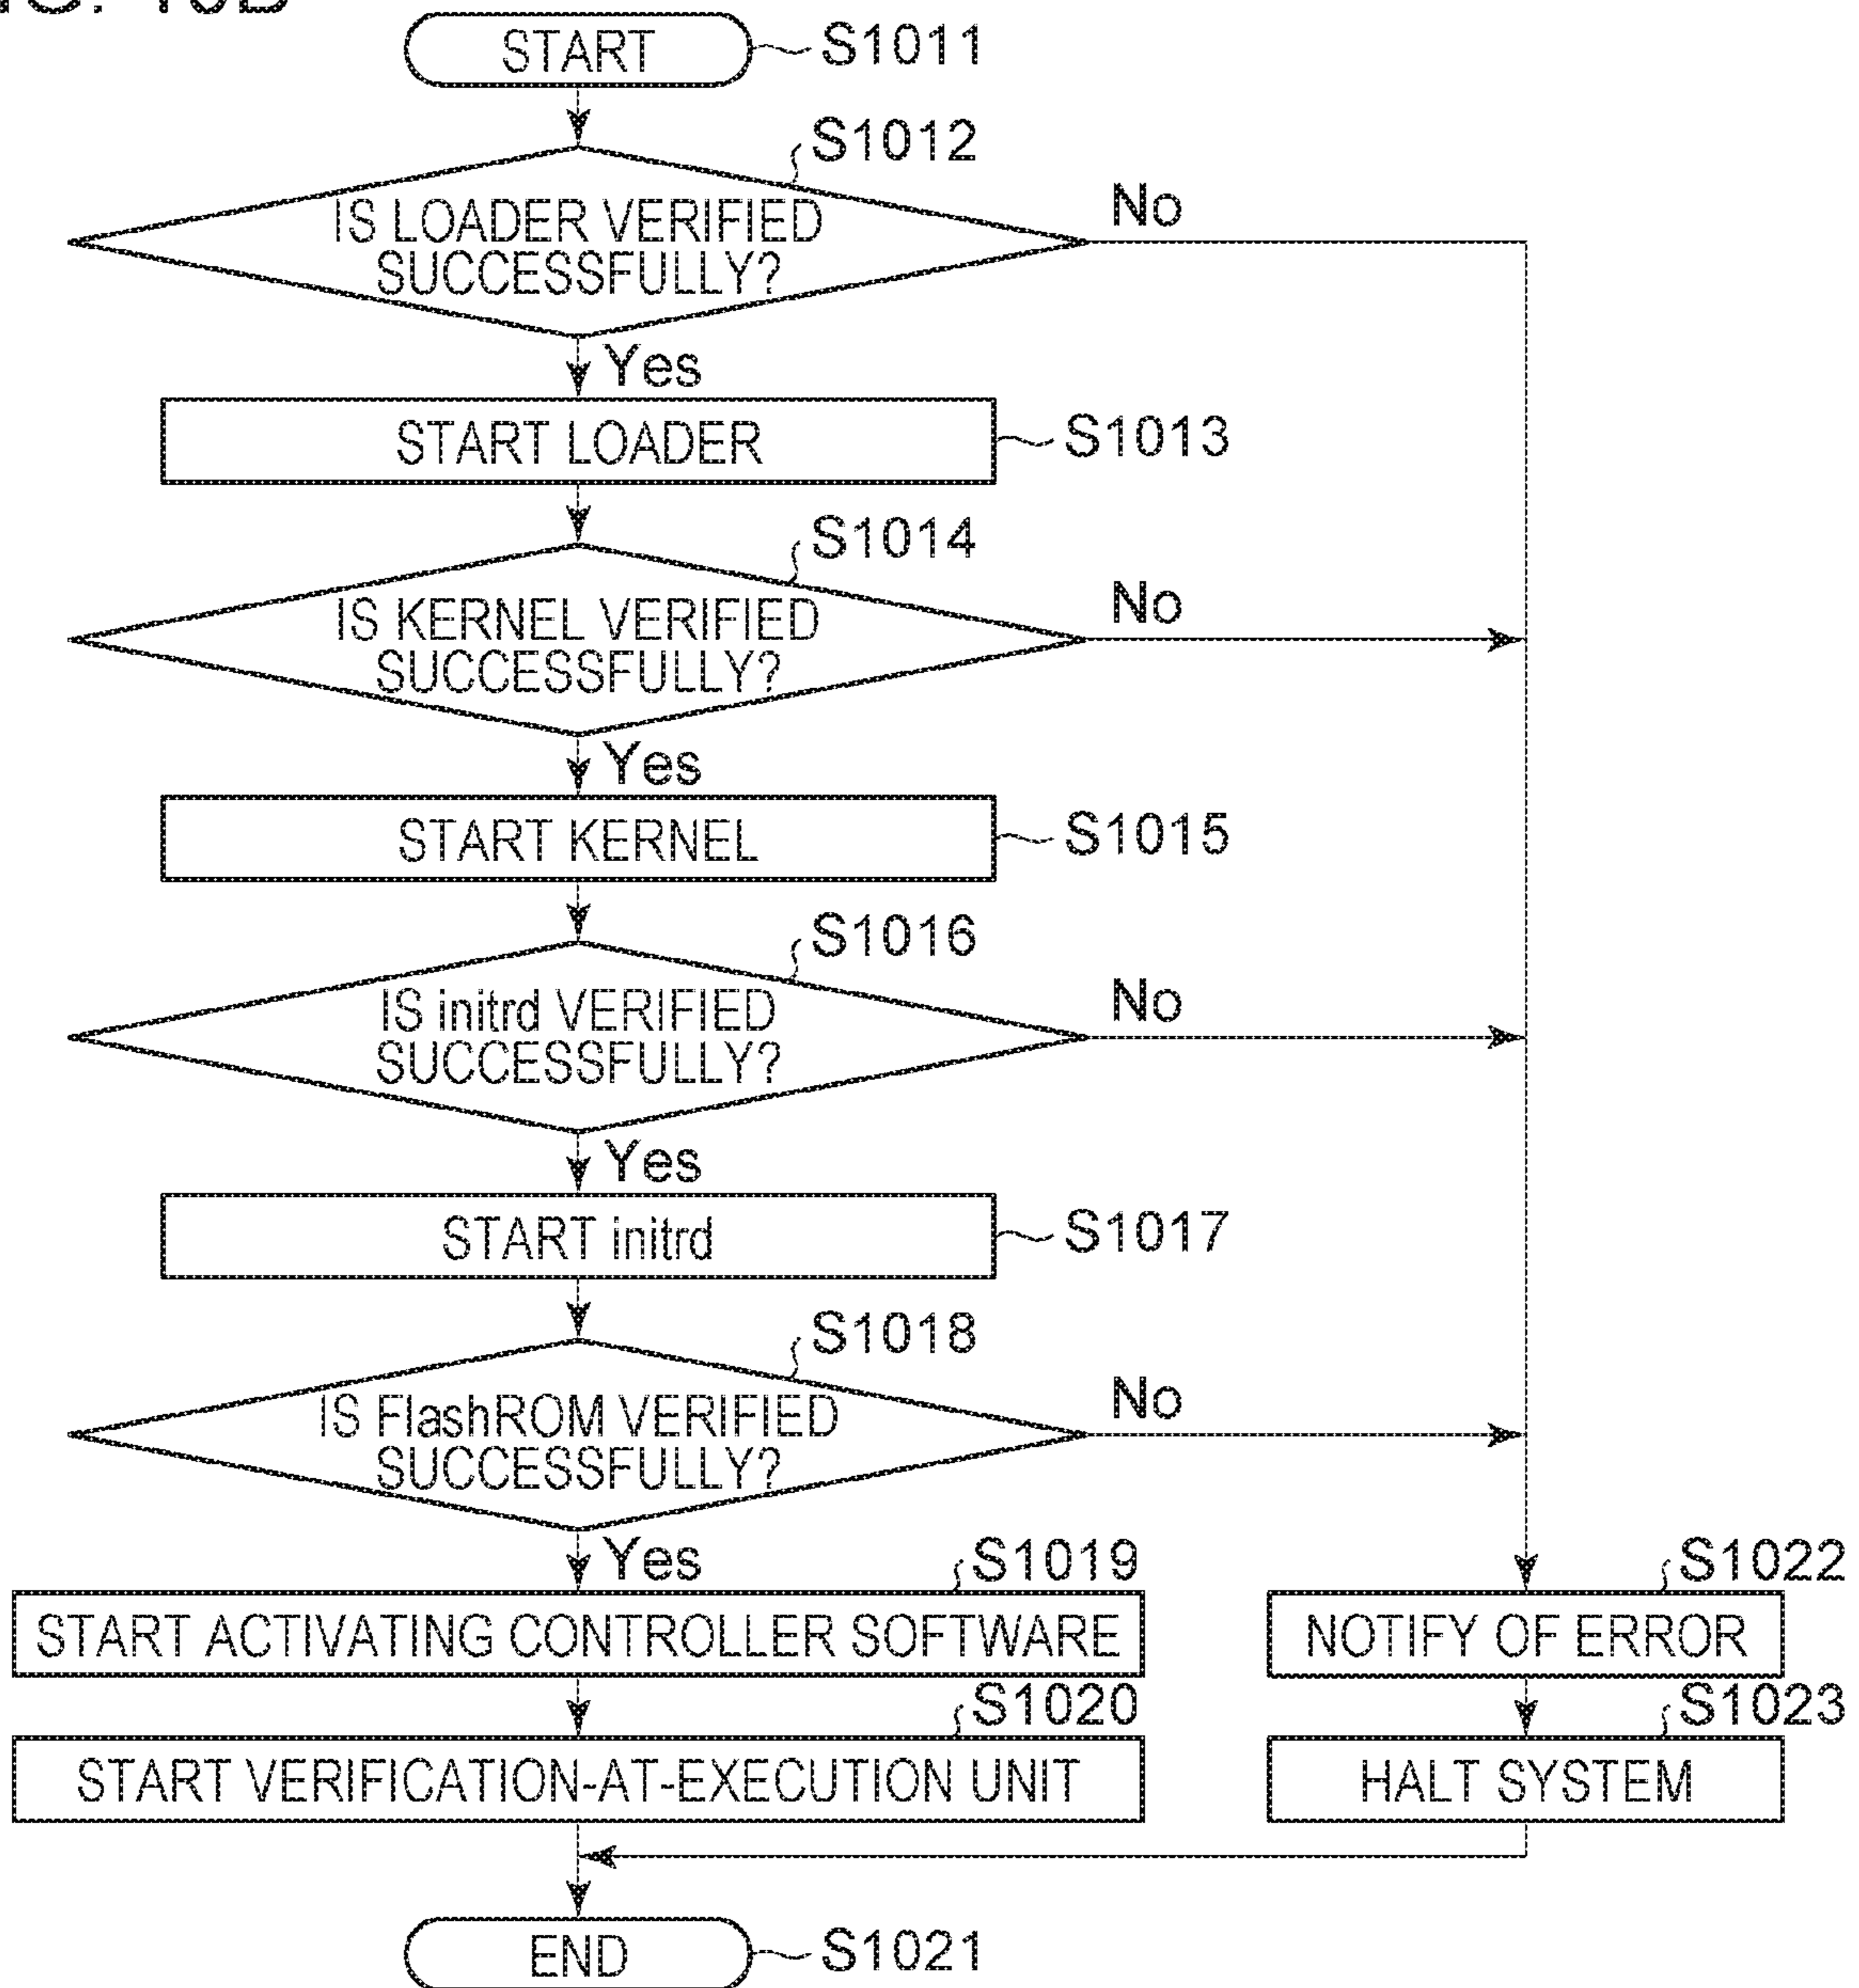 START
S1011
S1012
IS LOADER VERIFIED
SUCCESSFULLY?
No
Yes
START LOADER
S1013
S1014
IS KERNEL VERIFIED
SUCCESSFULLY?
No
Yes
START KERNEL
S1015
S1016
IS initrd VERIFIED
SUCCESSFULLY?
No
Yes
START initrd
S1017
S1018
IS FlashROM VERIFIED
SUCCESSFULLY?
No
Yes
S1019
START ACTIVATING CONTROLLER SOFTWARE
S1022
NOTIFY OF ERROR
S1020
START VERIFICATION-AT-EXECUTION UNIT
S1023
HALT SYSTEM
END
S1021